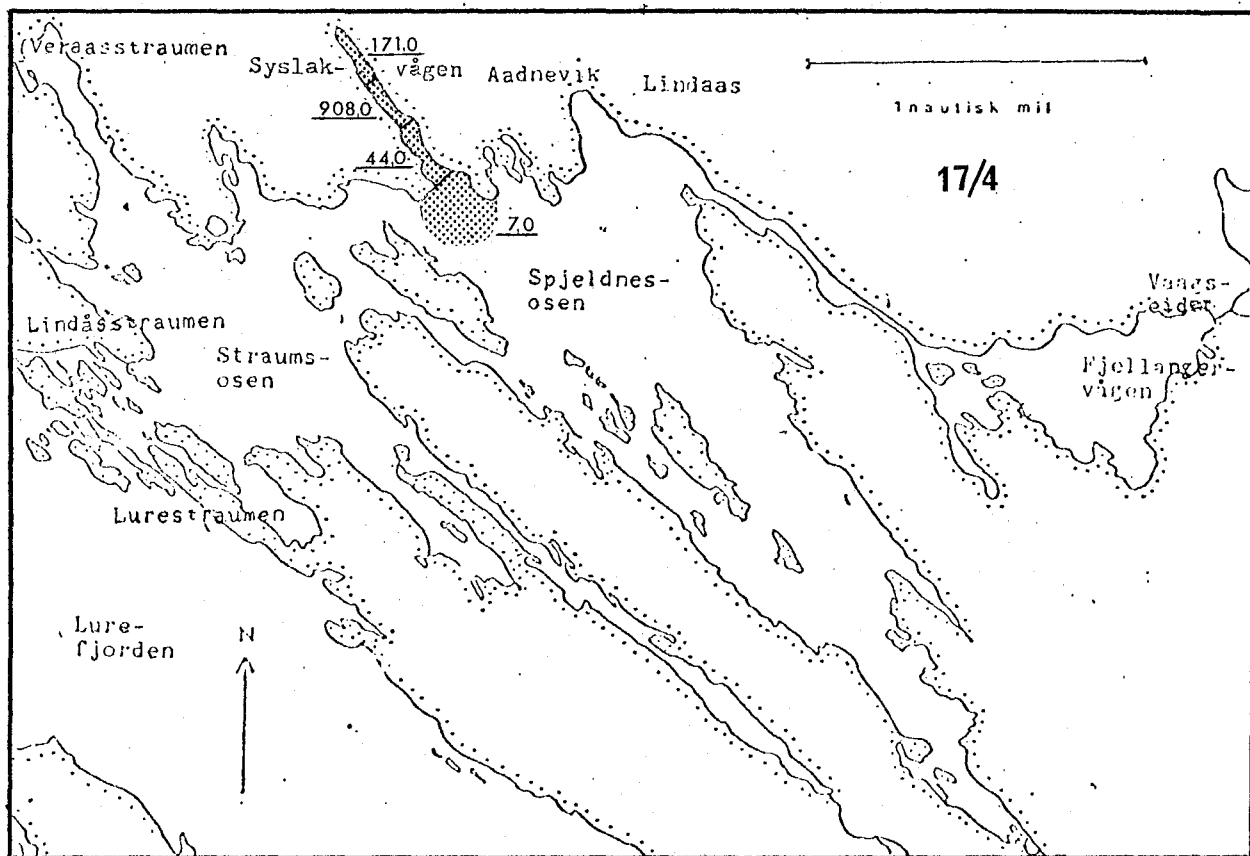 (Veraasstraumen
171,0
Syslak-
vågen
Aadnevik
Lindaas
1 nautisk mil
908,0
44,0
17/4
7,0
Spjeldnes-
osen
Vaags-
eidet
Lindåsstraumen
Straums-
osen
Fjellanger-
vågen
Lurestraumen
Lure-
fjorden
N